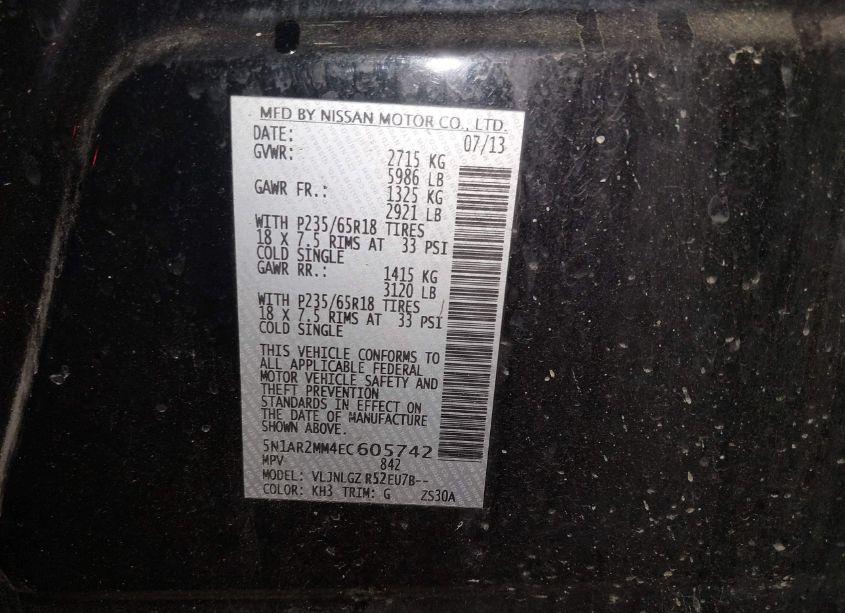 MFD BY NISSAN MOTOR CO., LTD.
DATE: 07/13
GVWR: 2715 KG
5986 LB
GAWR FR.: 1325 KG
2921 LB
WITH P235/65R18 TIRES
18 X 7.5 RIMS AT 33 PSI
COLD SINGLE
GAWR RR.: 1415 KG
3120 LB
WITH P235/65R18 TIRES
18 X 7.5 RIMS AT 33 PSI
COLD SINGLE
THIS VEHICLE CONFORMS TO
ALL APPLICABLE FEDERAL
MOTOR VEHICLE SAFETY AND
THEFT PREVENTION
STANDARDS IN EFFECT ON
THE DATE OF MANUFACTURE
SHOWN ABOVE.
5N1AR2MM4EC605742
MPV 842
MODEL: VLJNLGZ R52EU7B--
COLOR: KH3 TRIM: G ZS30A